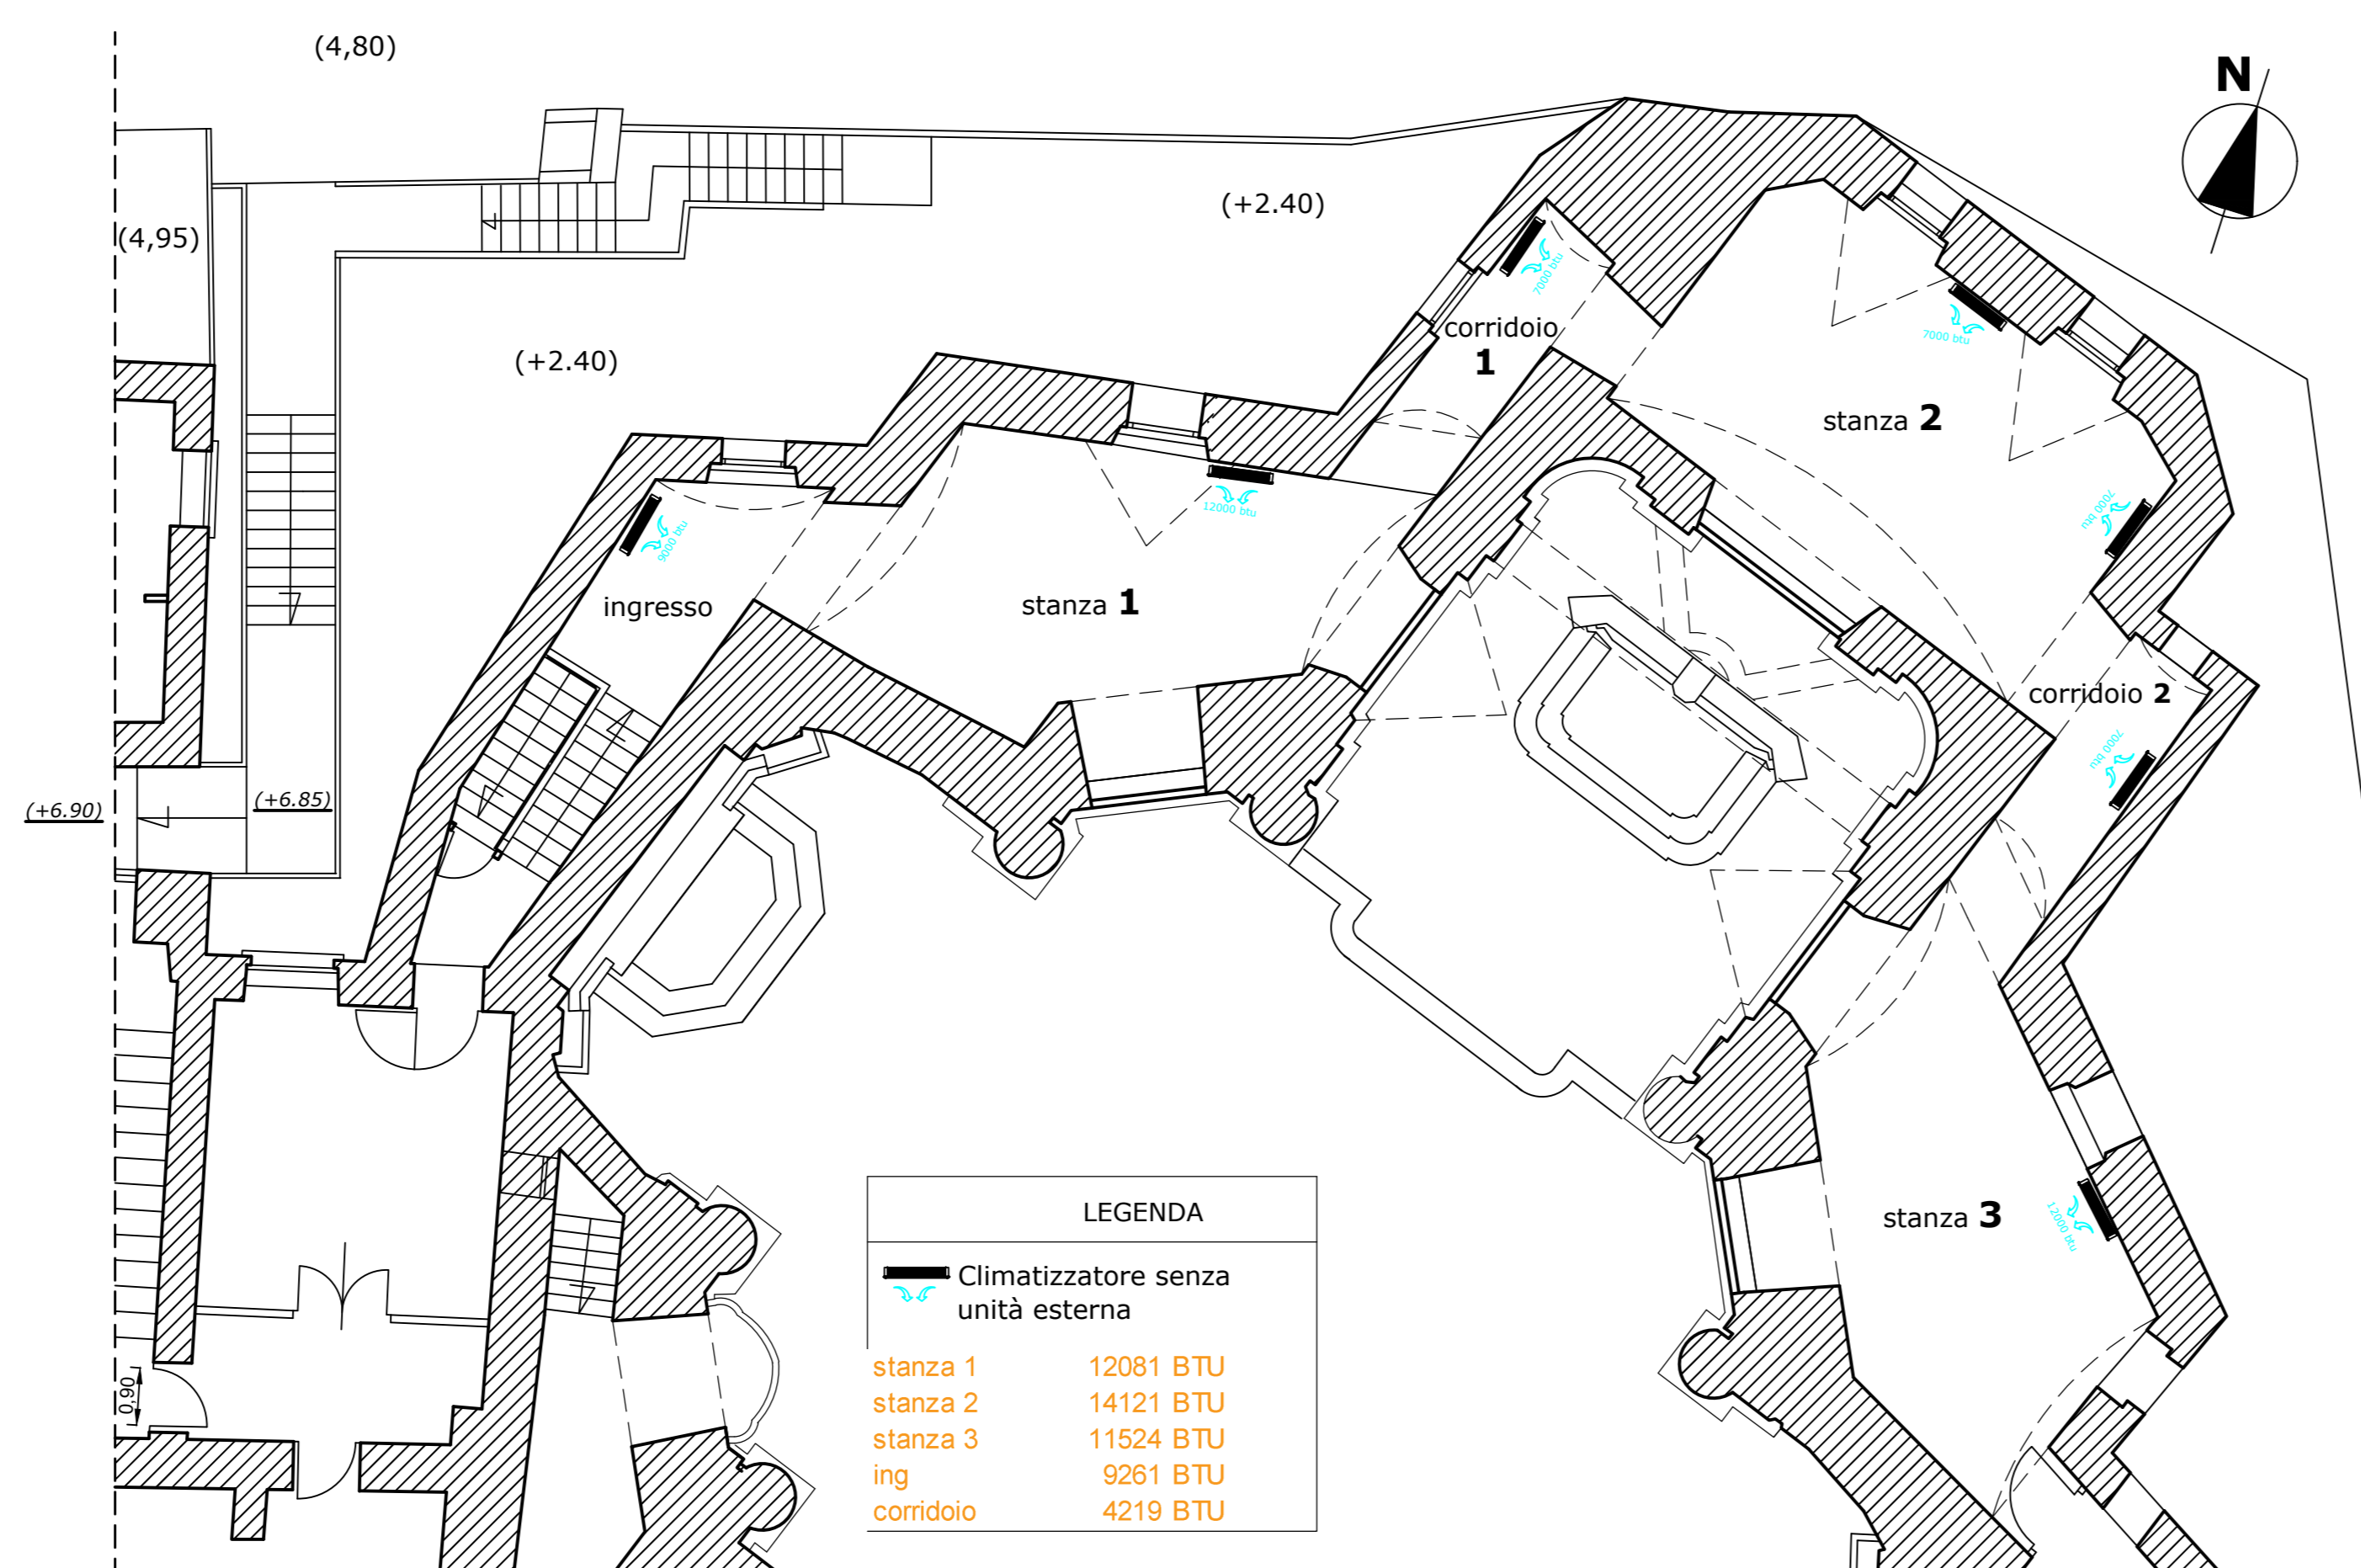 (4,80)
N
(4,95)
(+2.40)
7000 btu
corridoio
1
7000 btu
(+2.40)
stanza 2
12000 btu
7000 btu
9000 btu
ingresso
stanza 1
corridoio 2
7000 btu
(+6.90)
(+6.85)
LEGENDA
Climatizzatore senza
unità esterna
stanza 1 12081 BTU
stanza 2 14121 BTU
stanza 3 11524 BTU
ing 9261 BTU
corridoio 4219 BTU
stanza 3
12000 btu
0,90